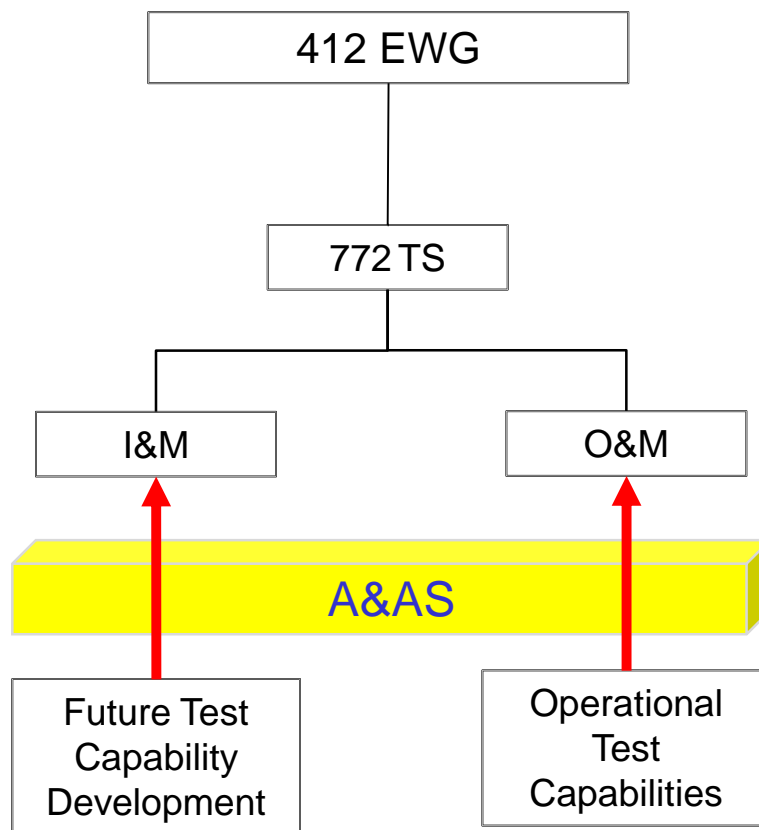 412 EWG
772 TS
I&M
O&M
A&AS
Future Test
Capability
Development
Operational
Test
Capabilities